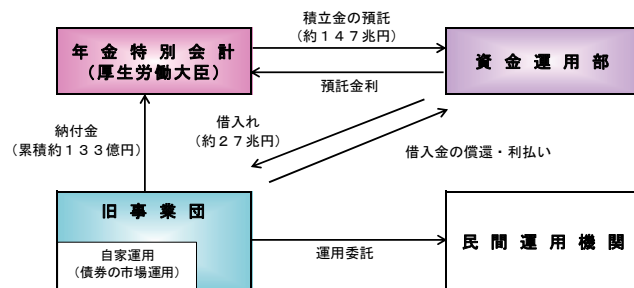 積立金の預託
（約１４７兆円）
年金特別会計
（厚生労働大臣）
資金運用部
預託金利
納付金
（累積約１３３億円）
借入れ
（約２７兆円）
借入金の償還・利払い
旧事業団
自家運用
（債券の市場運用）
運用委託
民間運用機関